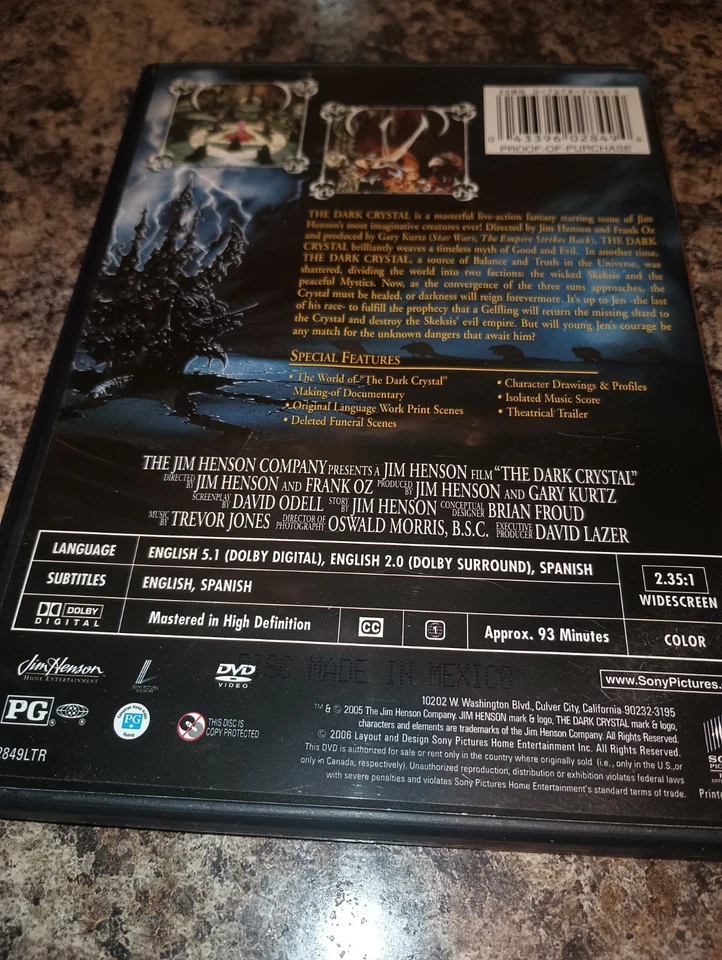 0 43396 02849 4
PROOF-OF-PURCHASE
THE DARK CRYSTAL is a masterful live-action fantasy starring some of Jim
Henson's most imaginative creatures ever! Directed by Jim Henson and Frank Oz
and produced by Gary Kurtz (Star Wars, The Empire Strikes Back), THE DARK
CRYSTAL brilliantly weaves a timeless myth of Good and Evil. In another time,
THE DARK CRYSTAL, a source of Balance and Truth in the Universe, was
shattered, dividing the world into two factions: the wicked Skeksis and the
peaceful Mystics. Now, as the convergence of the three suns approaches, the
Crystal must be healed, or darkness will reign forevermore. It's up to Jen -the last
of his race- to fulfill the prophecy that a Gelfling will return the missing shard to
the Crystal and destroy the Skeksis' evil empire. But will young Jen's courage be
any match for the unknown dangers that await him?
SPECIAL FEATURES
• The World of "The Dark Crystal"
Making-of Documentary
• Original Language Work Print Scenes
• Deleted Funeral Scenes
• Character Drawings & Profiles
• Isolated Music Score
• Theatrical Trailer
THE JIM HENSON COMPANY PRESENTS A JIM HENSON FILM "THE DARK CRYSTAL"
DIRECTED BY JIM HENSON AND FRANK OZ PRODUCED BY JIM HENSON AND GARY KURTZ
SCREENPLAY BY DAVID ODELL STORY BY JIM HENSON CONCEPTUAL DESIGNER BRIAN FROUD
MUSIC BY TREVOR JONES DIRECTOR OF PHOTOGRAPHY OSWALD MORRIS, B.S.C. EXECUTIVE PRODUCER DAVID LAZER
LANGUAGE ENGLISH 5.1 (DOLBY DIGITAL), ENGLISH 2.0 (DOLBY SURROUND), SPANISH
SUBTITLES ENGLISH, SPANISH
2.35:1
WIDESCREEN
DOLBY
DIGITAL
Mastered in High Definition
CC
1
Approx. 93 Minutes
COLOR
Jim Henson
HOME ENTERTAINMENT
DVD
VIDEO
DISC MADE IN MEXICO
www.SonyPictures.
PG
PG
THIS DISC IS
COPY PROTECTED
2849LTR
10202 W. Washington Blvd., Culver City, California 90232-3195
™ & © 2005 The Jim Henson Company. JIM HENSON mark & logo, THE DARK CRYSTAL mark & logo,
characters and elements are trademarks of The Jim Henson Company. All Rights Reserved.
© 2006 Layout and Design Sony Pictures Home Entertainment Inc. All Rights Reserved.
This DVD is authorized for sale or rent only in the country where originally sold (i.e., only in the U.S.,or
only in Canada, respectively). Unauthorized reproduction, distribution or exhibition violates federal laws
with severe penalties and violates Sony Pictures Home Entertainment's standard terms of trade.